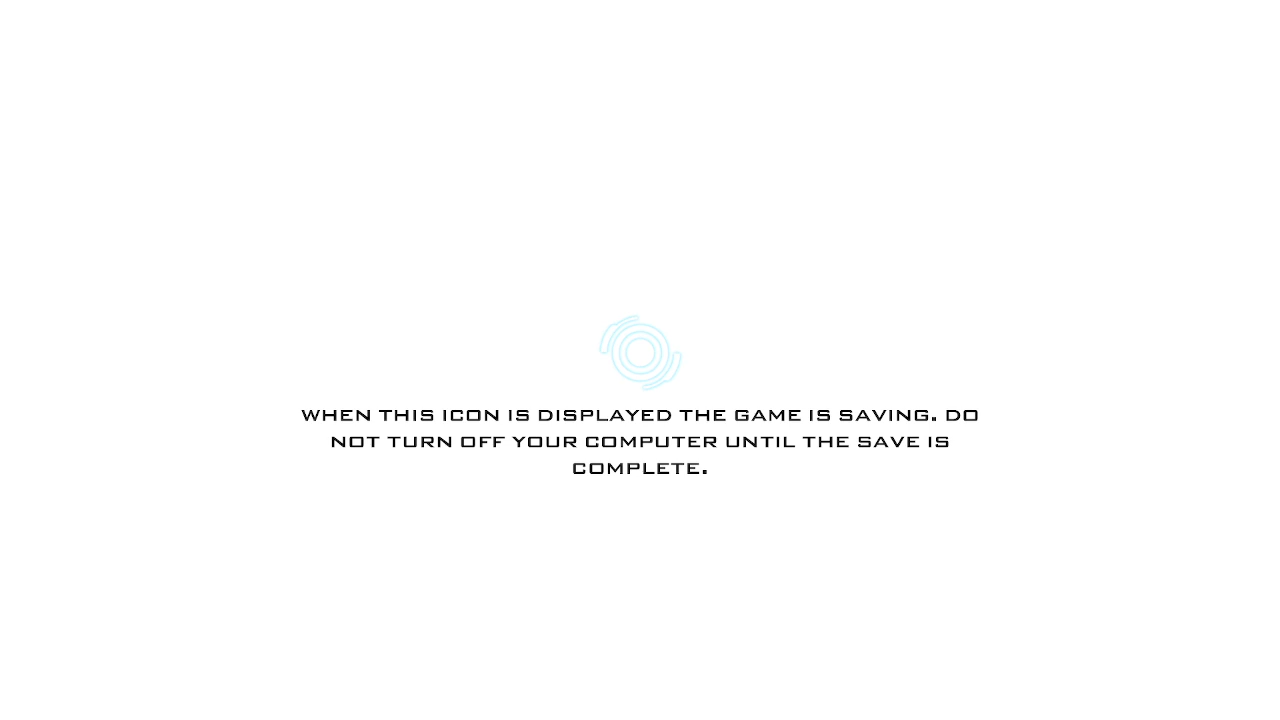 WHEN THIS ICON IS DISPLAYED THE GAME IS SAVING. DO
NOT TURN OFF YOUR COMPUTER UNTIL THE SAVE IS
COMPLETE.